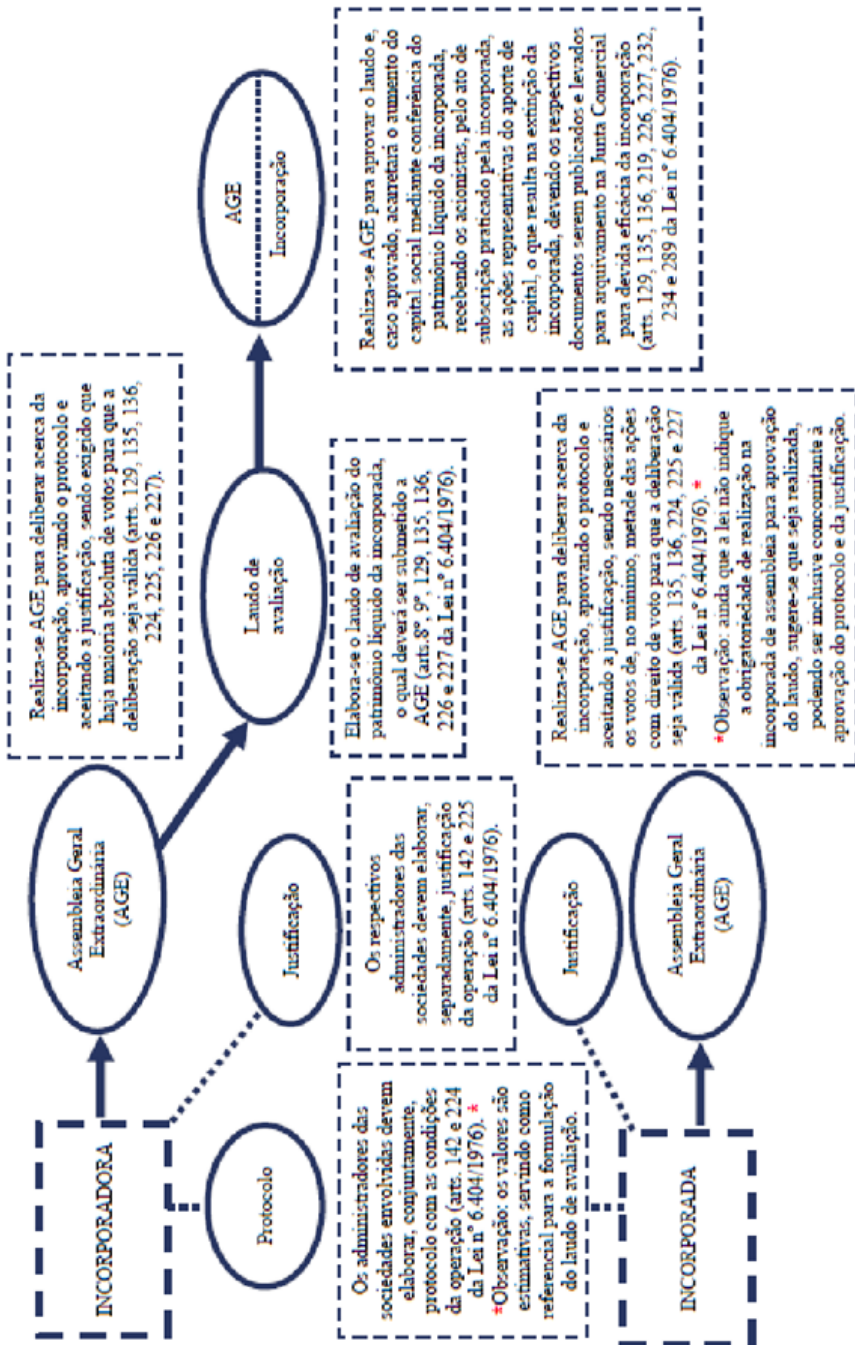 INCORPORADORA
Assembleia Geral
Extraordinária
(AGE)
Realiza-se AGE para deliberar acerca da
incorporação, aprovando o protocolo e
aceitando a justificação, sendo exigido que
haja maioria absoluta de votos para que a
deliberação seja válida (arts. 129, 135, 136,
224, 225, 226 e 227).
Protocolo
Os administradores das
sociedades envolvidas devem
elaborar, conjuntamente,
protocolo com as condições
da operação (arts. 142 e 224
da Lei nº 6.404/1976). *
*Observação: os valores são
estimativas, servindo como
referencial para a formulação
do laudo de avaliação.
Justificação
Os respectivos
administradores das
sociedades devem elaborar,
separadamente, justificação
da operação (arts. 142 e 225
da Lei nº 6.404/1976).
Justificação
Laudo de
avaliação
Elabora-se o laudo de avaliação do
patrimônio líquido da incorporada,
o qual deverá ser submetido a
AGE (arts.8º, 9º, 129, 135, 136,
226 e 227 da Lei nº 6.404/1976).
AGE
Incorporação
Realiza-se AGE para aprovar o laudo e,
caso aprovado, acarretará o aumento do
capital social mediante conferência do
patrimônio líquido da incorporada,
recebendo os acionistas, pelo ato de
subscrição praticado pela incorporada,
as ações representativas do aporte de
capital, o que resulta na extinção da
incorporada, devendo os respectivos
documentos serem publicados e levados
para arquivamento na Junta Comercial
para devida eficácia da incorporação
(arts. 129, 135, 136, 219, 226, 227, 232,
234 e 289 da Lei nº 6.404/1976).
INCORPORADA
Assembleia Geral
Extraordinária
(AGE)
Realiza-se AGE para deliberar acerca da
incorporação, aprovando o protocolo e
aceitando a justificação, sendo necessários
os votos de, no mínimo, metade das ações
com direito de voto para que a deliberação
seja válida (arts. 135, 136, 224, 225 e 227
da Lei nº 6.404/1976). *
*Observação: ainda que a lei não indique
a obrigatoriedade de realização na
incorporada de assembleia para aprovação
do laudo, sugere-se que seja realizada,
podendo ser inclusive concomitante à
aprovação do protocolo e da justificação.